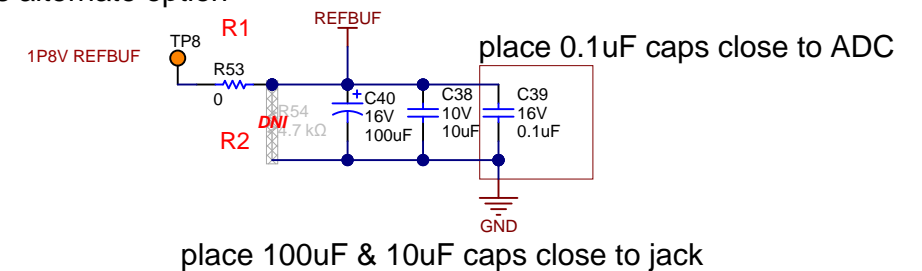 alternate option
R1
REFBUF
TP8
1P8V REFBUF
place 0.1uF caps close to ADC
R53
0
C40
16V
100uF
C38
10V
10uF
C39
16V
0.1uF
R54
DNI
4.7 kΩ
R2
GND
place 100uF & 10uF caps close to jack